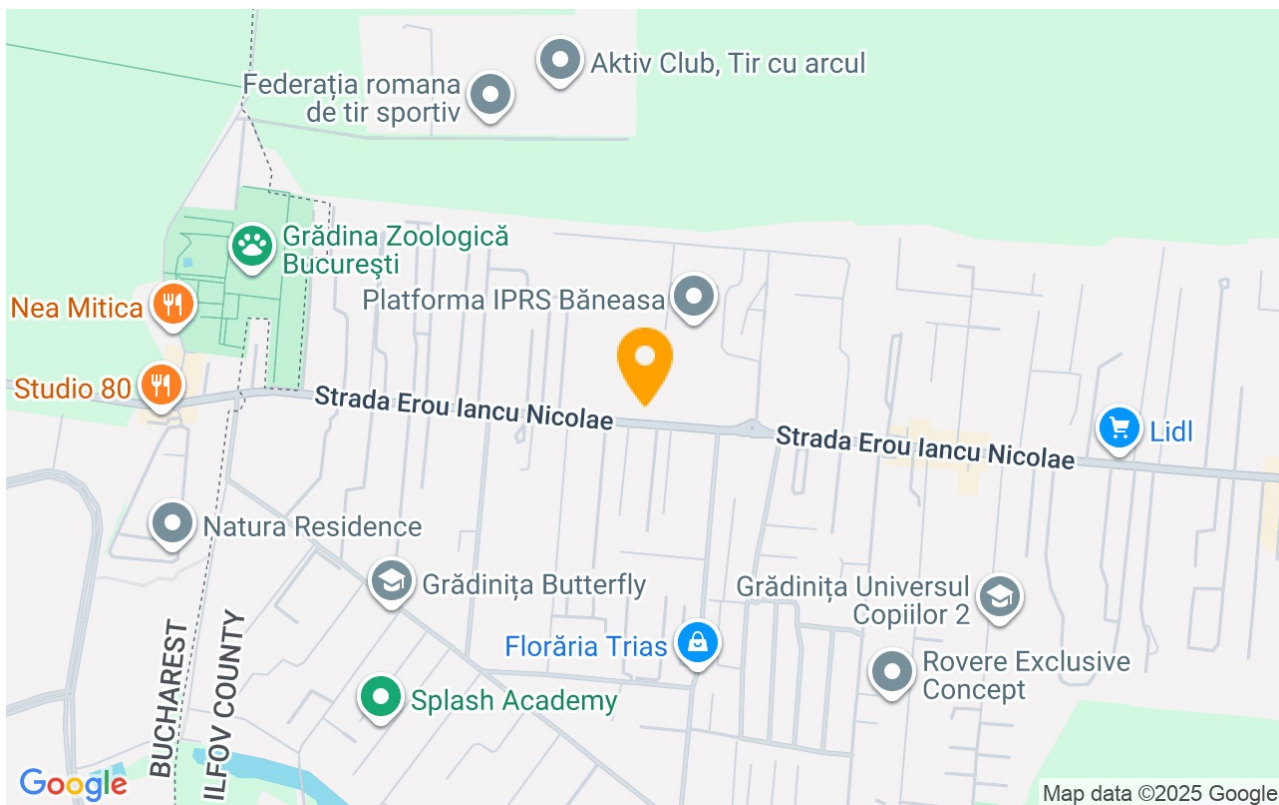 Aktiv Club, Tir cu arcul
Federația romana
de tir sportiv
Grădina Zoologică
București
Nea Mitica
Platforma IPRS Băneasa
Studio 80
Strada Erou Iancu Nicolae
Strada Erou Iancu Nicolae
Lidl
Natura Residence
Grădinița Butterfly
Grădinița Universul
Copiilor 2
BUCHAREST
ILFOV COUNTY
Florăria Trias
Rovere Exclusive
Concept
Splash Academy
Google
Map data ©2025 Google